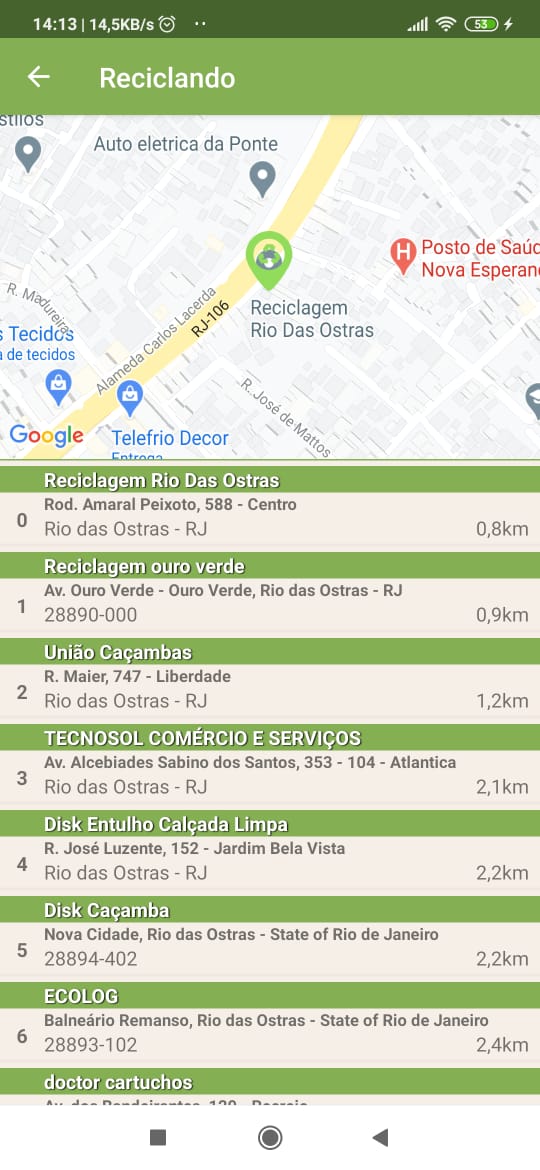 14:13 | 14,5KB/s
53
Reciclando
Auto eletrica da Ponte
Posto de Saúd
Nova Esperan
Reciclagem
Rio Das Ostras
R. Madureira
Alameda Carlos Lacerda
RJ-106
s Tecidos
a de tecidos
R. José de Mattos
Google
Telefrio Decor
Entrega
Reciclagem Rio Das Ostras
0
Rod. Amaral Peixoto, 588 - Centro
Rio das Ostras - RJ
0,8km
Reciclagem ouro verde
1
Av. Ouro Verde - Ouro Verde, Rio das Ostras - RJ
28890-000
0,9km
União Caçambas
2
R. Maier, 747 - Liberdade
Rio das Ostras - RJ
1,2km
TECNOSOL COMÉRCIO E SERVIÇOS
3
Av. Alcebiades Sabino dos Santos, 353 - 104 - Atlantica
Rio das Ostras - RJ
2,1km
Disk Entulho Calçada Limpa
4
R. José Luzente, 152 - Jardim Bela Vista
Rio das Ostras - RJ
2,2km
Disk Caçamba
5
Nova Cidade, Rio das Ostras - State of Rio de Janeiro
28894-402
2,2km
ECOLOG
6
Balneário Remanso, Rio das Ostras - State of Rio de Janeiro
28893-102
2,4km
doctor cartuchos